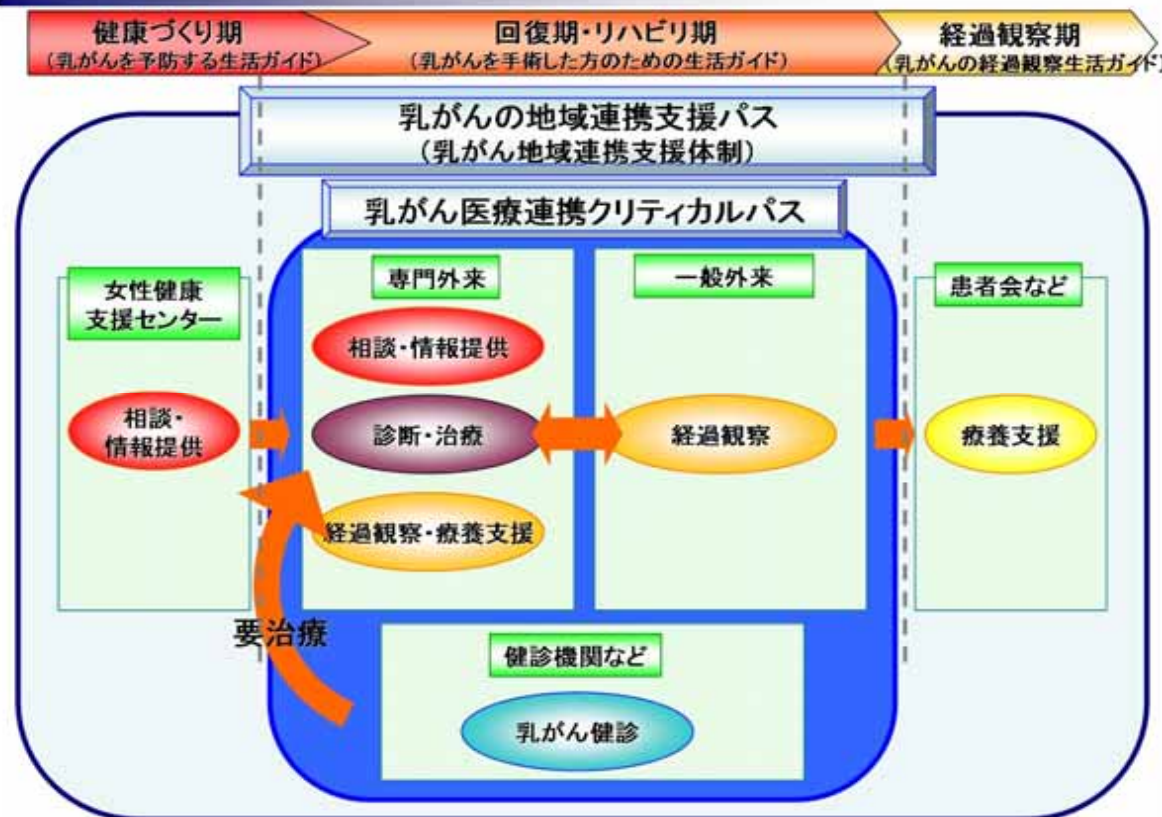 健康づくり期
(乳がんを予防する生活ガイド)
回復期・リハビリ期
(乳がんを手術した方のための生活ガイド)
経過観察期
(乳がんの経過観察生活ガイド)
乳がんの地域連携支援パス
(乳がん地域連携支援体制)
乳がん医療連携クリティカルパス
女性健康
支援センター
相談・
情報提供
専門外来
相談・情報提供
診断・治療
経過観察・療養支援
一般外来
経過観察
患者会など
療養支援
要治療
健診機関など
乳がん健診